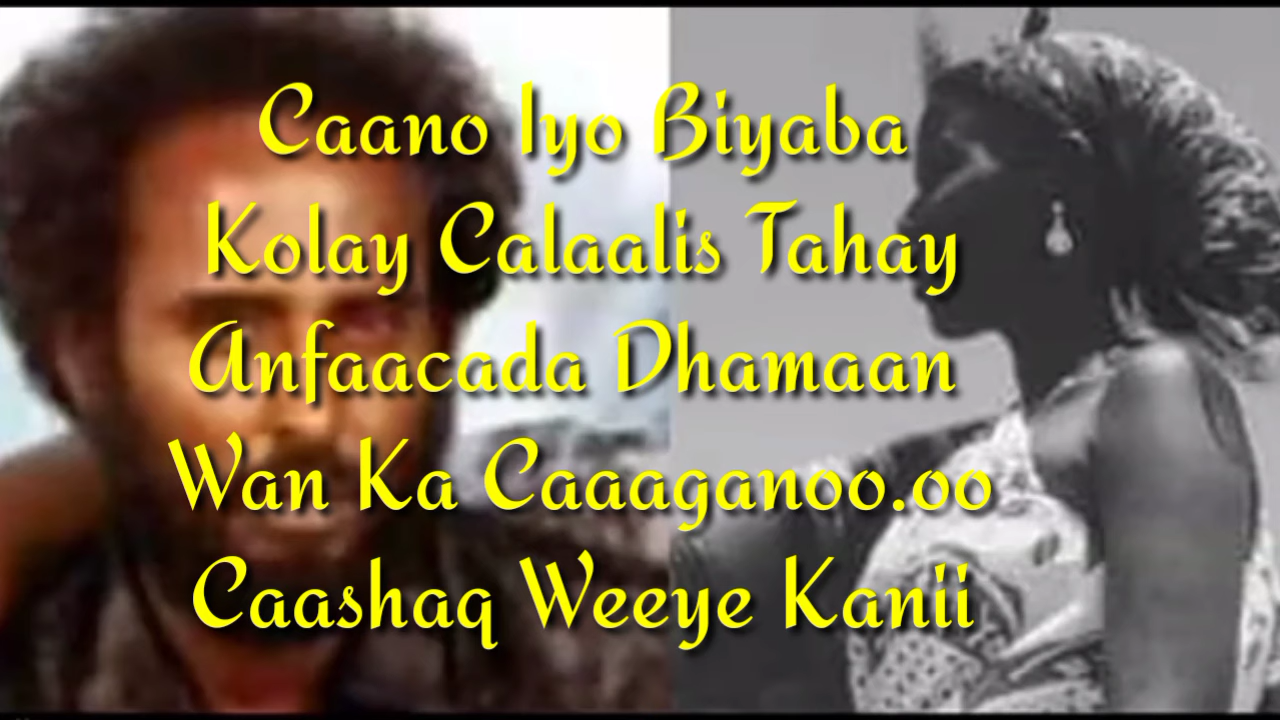 Caano Iyo Biyaba
Kolay Calaalis Tahay
Anfaacada Dhamaan
Wan Ka Caaaganoo.oo
Caashaq Weeye Kanii